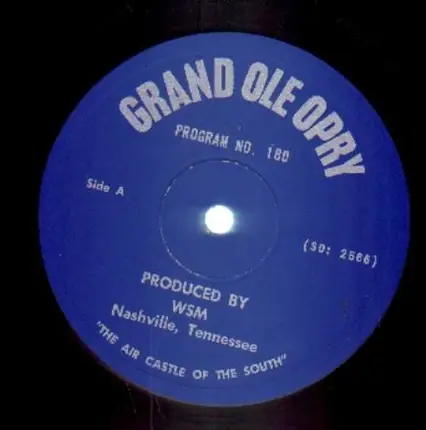 GRAND OLE OPRY
PROGRAM NO. 180
Side A
(SO: 2566)
PRODUCED BY
WSM
Nashville, Tennessee
"THE AIR CASTLE OF THE SOUTH"